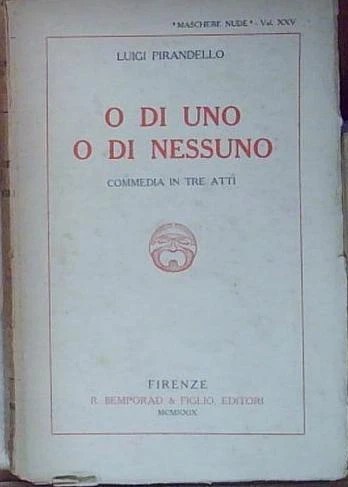 "MASCHERE NUDE" - Vol. XXV
LUIGI PIRANDELLO
O DI UNO
O DI NESSUNO
COMMEDIA IN TRE ATTI
FIRENZE
R. BEMPORAD & FIGLIO, EDITORI
MCMXXIX